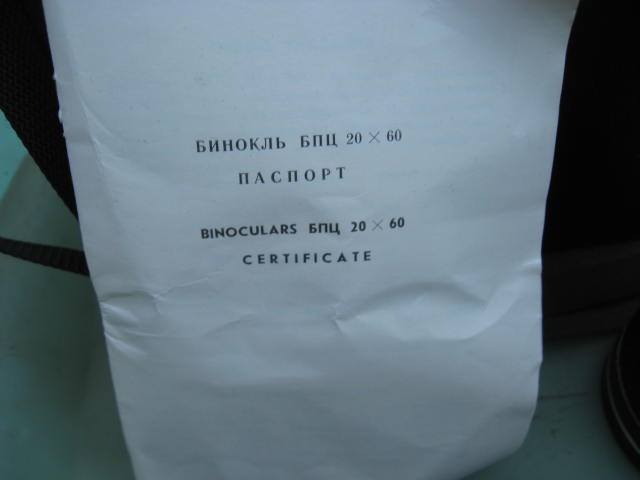 БИНОКЛЬ БПЦ 20 × 60
ПАСПОРТ
BINOCULARS БПЦ 20 × 60
CERTIFICATE